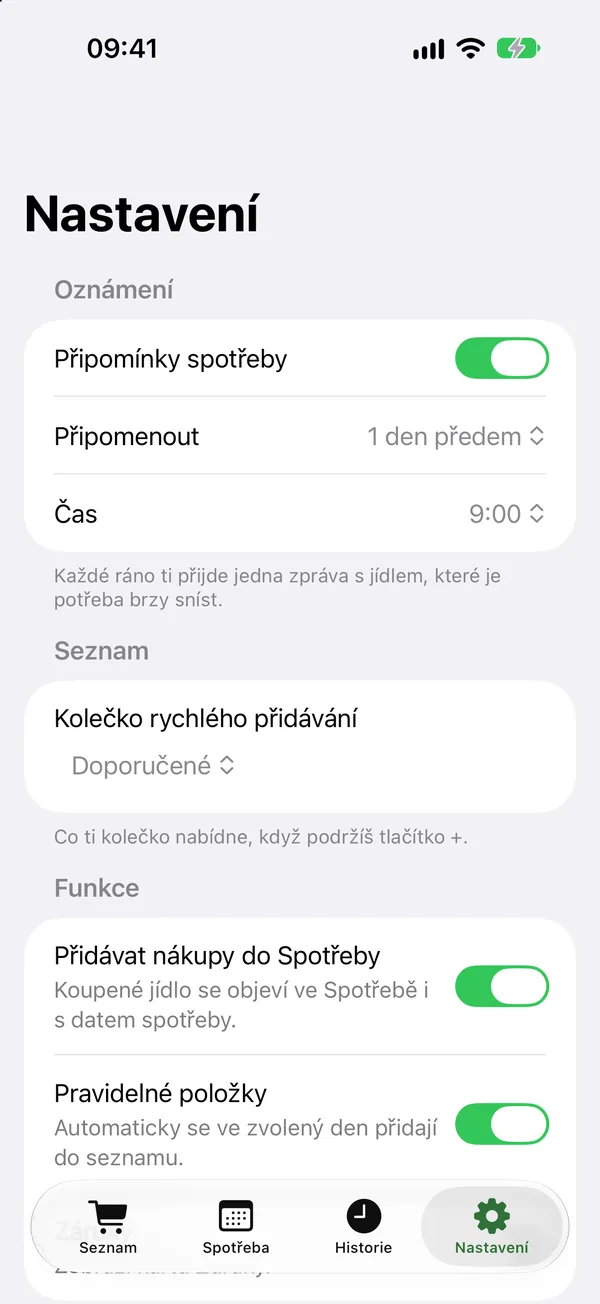 09:41
Nastavení
Oznámení
Připomínky spotřeby
Připomenout
1 den předem
Čas
9:00
Každé ráno ti přijde jedna zpráva s jídlem, které je
potřeba brzy sníst.
Seznam
Kolečko rychlého přidávání
Doporučené
Co ti kolečko nabídne, když podržíš tlačítko +.
Funkce
Přidávat nákupy do Spotřeby
Koupené jídlo se objeví ve Spotřebě i
s datem spotřeby.
Pravidelné položky
Automaticky se ve zvolený den přidají
do seznamu.
Seznam
Spotřeba
Historie
Nastavení